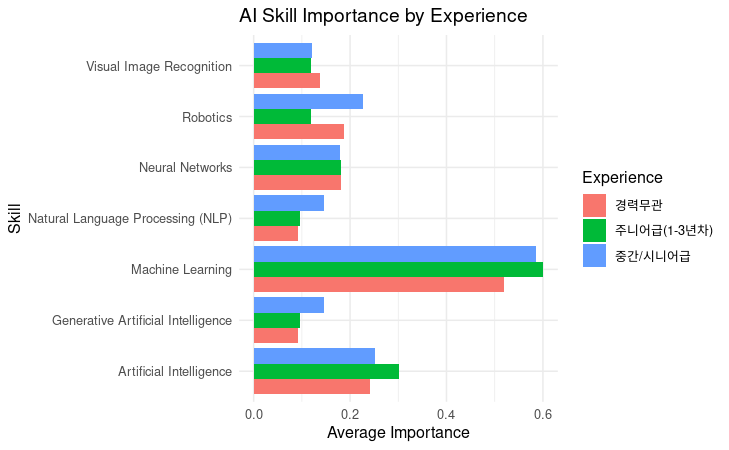 AI Skill Importance by Experience
Skill
Visual Image Recognition
Robotics
Neural Networks
Natural Language Processing (NLP)
Machine Learning
Generative Artificial Intelligence
Artificial Intelligence
0.0 0.2 0.4 0.6
Average Importance
Experience
경력무관
주니어급(1-3년차)
중간/시니어급